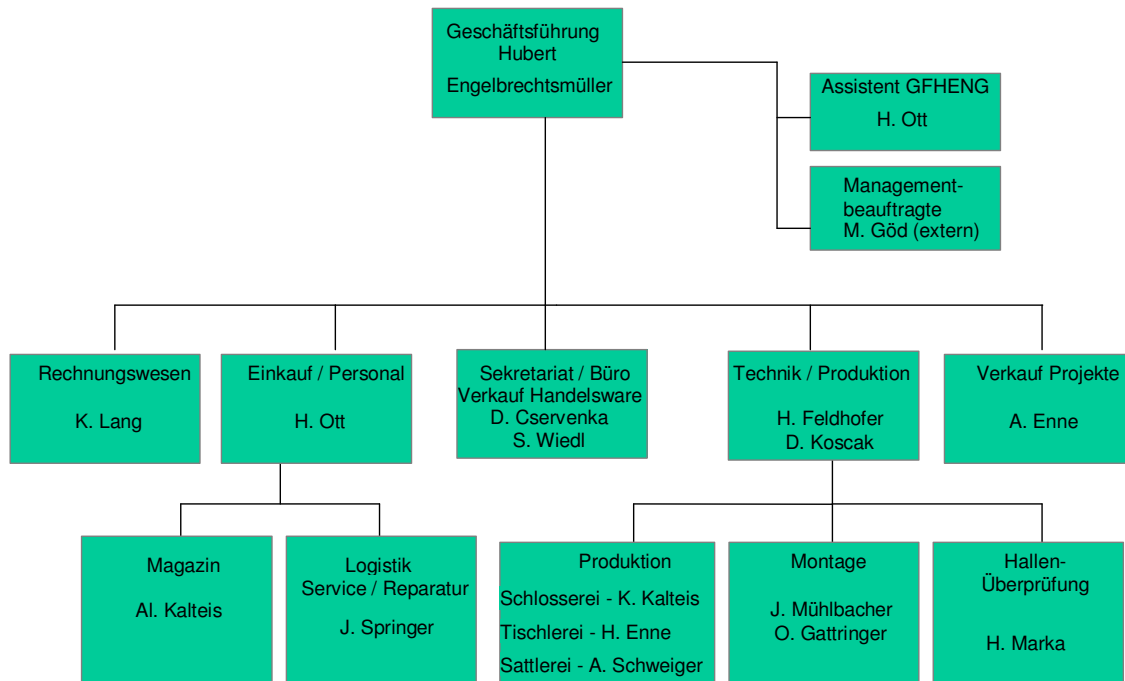 Geschäftsführung
Hubert
Engelbrechtsmüller
Assistent GFHENG
H. Ott
Management-
beauftragte
M. Göd (extern)
Rechnungswesen
K. Lang
Einkauf / Personal
H. Ott
Sekretariat / Büro
Verkauf Handelsware
D. Cservenka
S. Wiedl
Technik / Produktion
H. Feldhofer
D. Koscak
Verkauf Projekte
A. Enne
Magazin
Al. Kalteis
Logistik
Service / Reparatur
J. Springer
Produktion
Schlosserei - K. Kalteis
Tischlerei - H. Enne
Sattlerei - A. Schweiger
Montage
J. Mühlbacher
O. Gattringer
Hallen-
Überprüfung
H. Marka